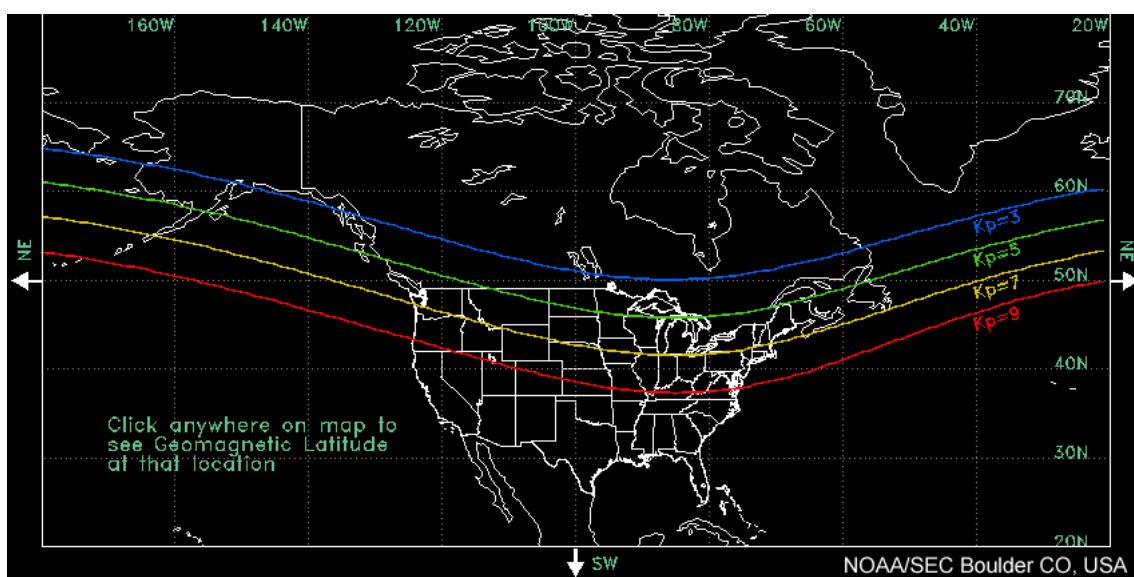 160W 140W 120W 100W 80W 60W 40W 20W
70N
60N
Kp=3
NE
NE
Kp=5
50N
Kp=7
Kp=9
40N
Click anywhere on map to
see Geomagnetic Latitude
at that location
30N
20N
SW
NOAA/SEC Boulder CO, USA